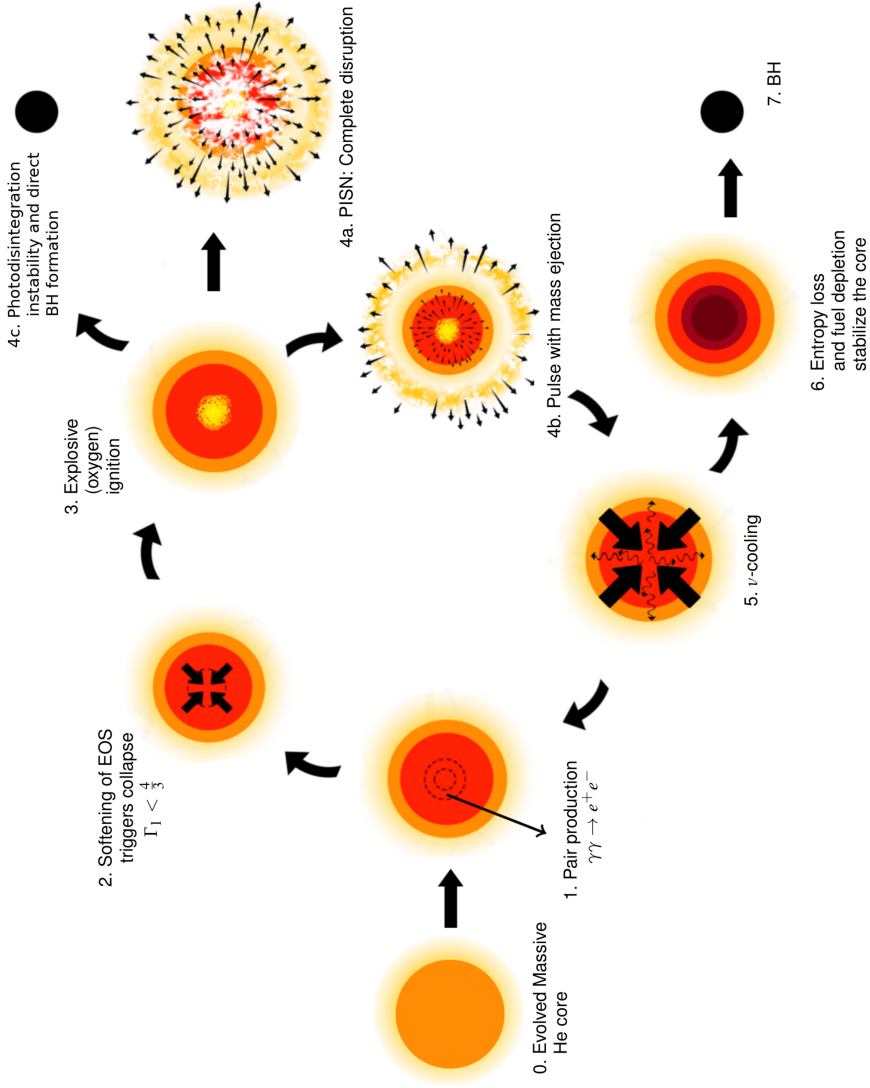 0. Evolved Massive
He core
1. Pair production
γγ → e⁺e⁻
2. Softening of EOS
triggers collapse
Γ₁ < 4/3
3. Explosive
(oxygen)
ignition
4a. PISN: Complete disruption
4b. Pulse with mass ejection
4c. Photodisintegration
instability and direct
BH formation
5. ν-cooling
6. Entropy loss
and fuel depletion
stabilize the core
7. BH